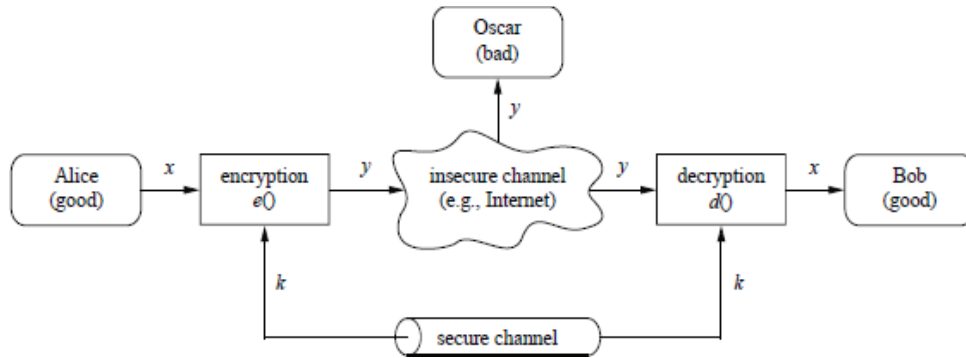 Oscar
(bad)
y
Alice
(good)
x
encryption
e()
y
insecure channel
(e.g., Internet)
y
decryption
d()
x
Bob
(good)
k
k
secure channel